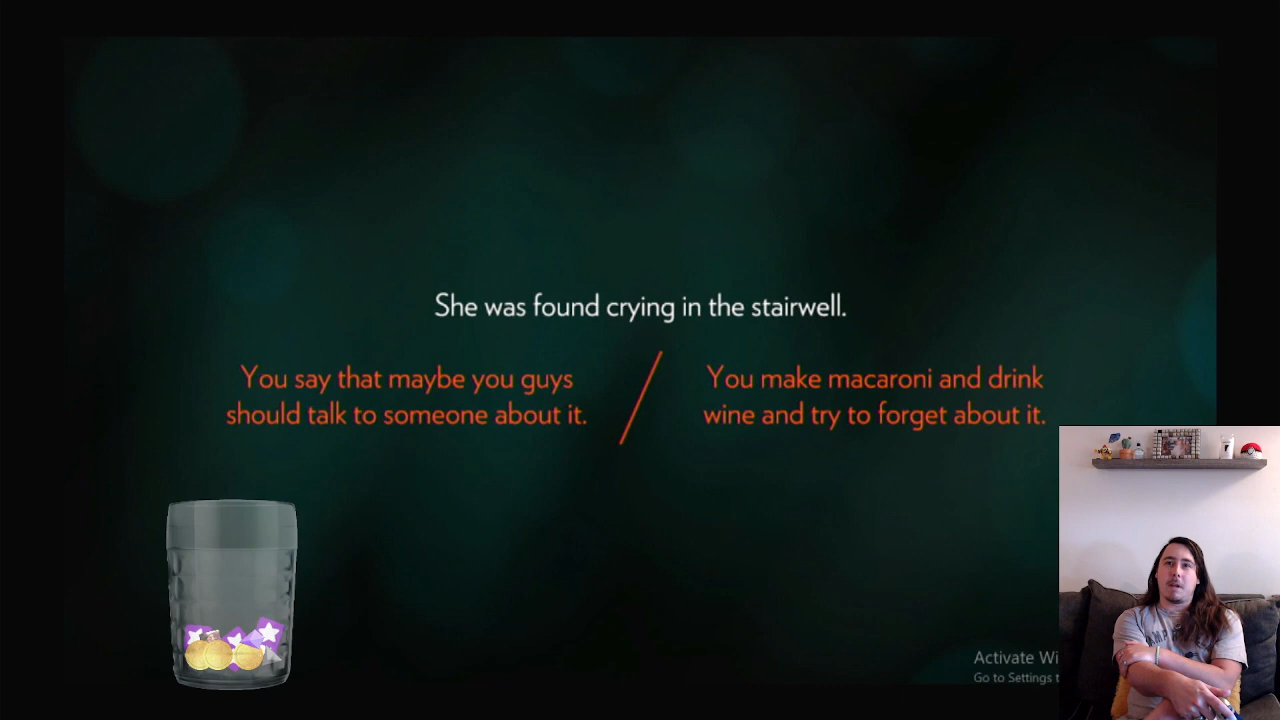 She was found crying in the stairwell.
You say that maybe you guys
should talk to someone about it.
You make macaroni and drink
wine and try to forget about it.
Activate Wi
Go to Settings t